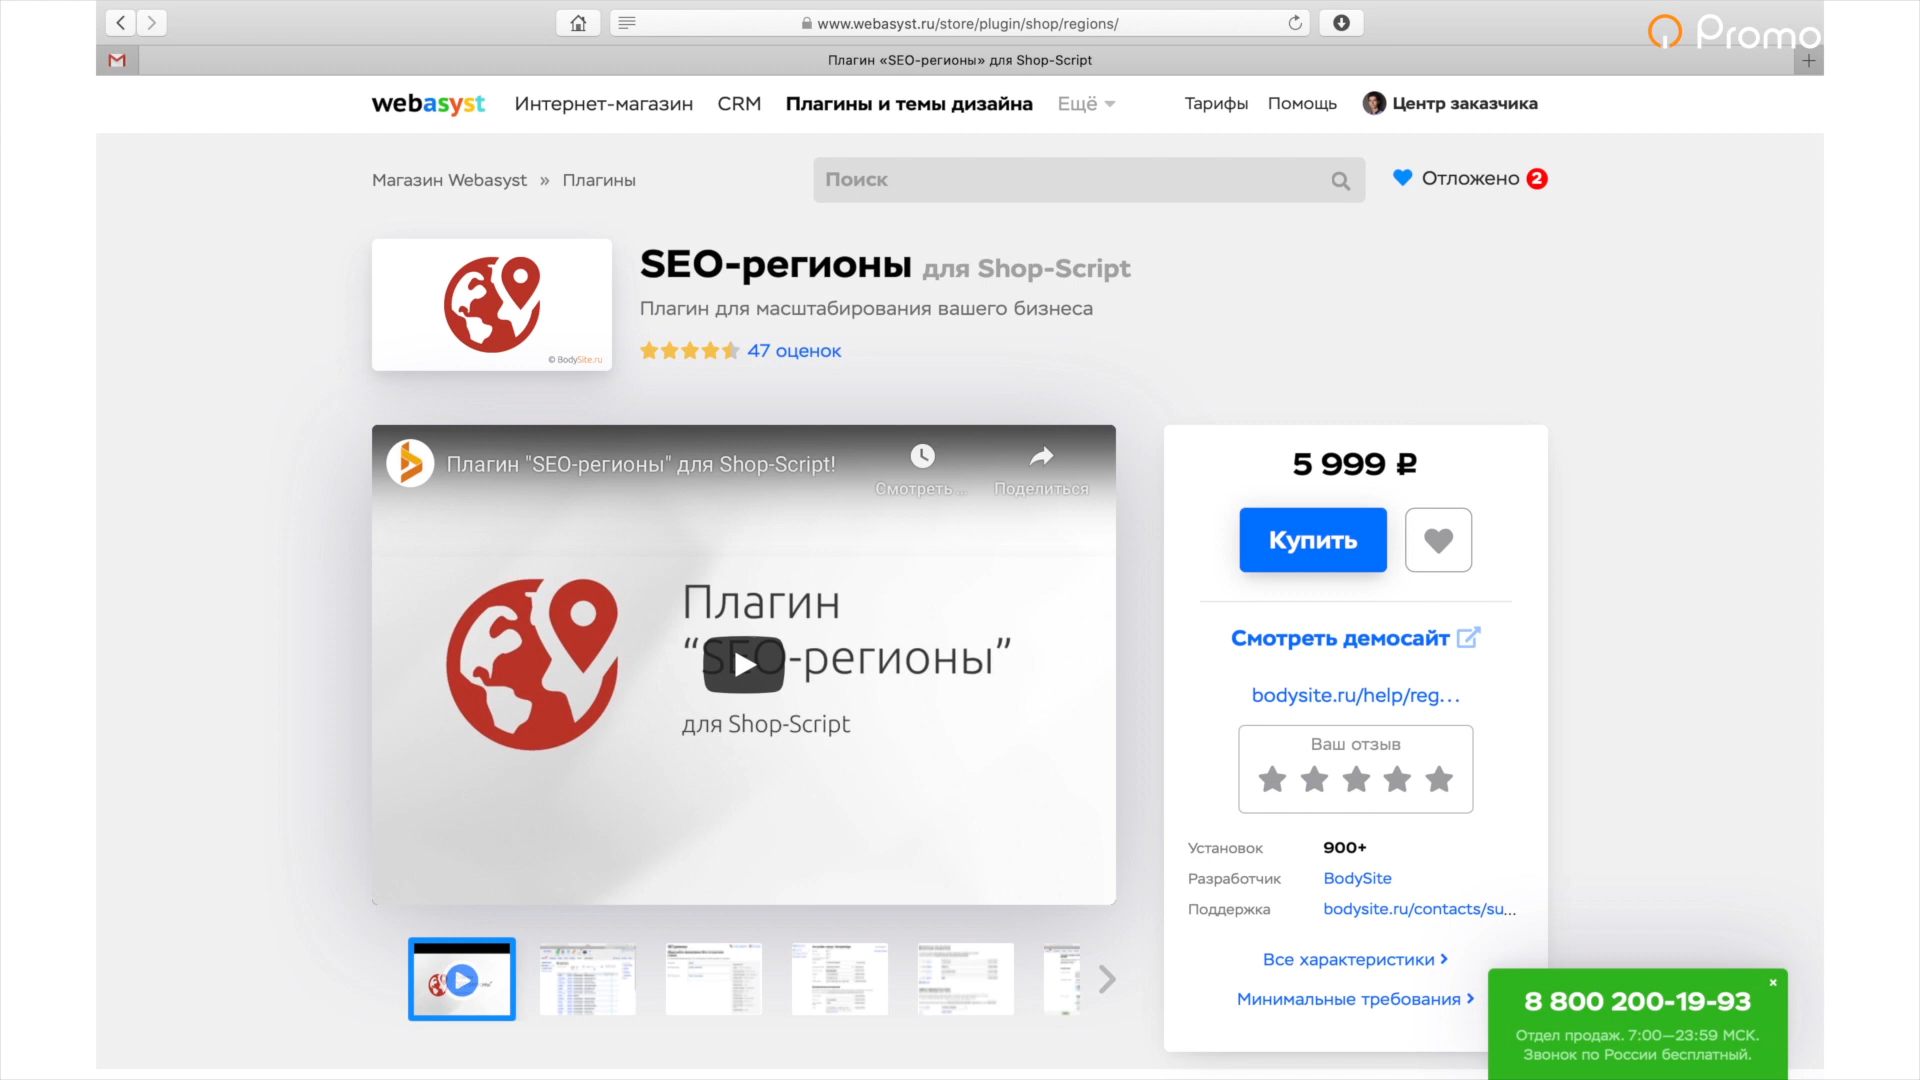 www.webasyst.ru/store/plugin/shop/regions/
Promo
Плагин «SEO-регионы» для Shop-Script
webasyst Интернет-магазин CRM Плагины и темы дизайна Ещё Тарифы Помощь Центр заказчика
Магазин Webasyst » Плагины Поиск Отложено 2
SEO-регионы для Shop-Script
Плагин для масштабирования вашего бизнеса
47 оценок
© BodySite.ru
Плагин "SEO-регионы" для Shop-Script!
Смотреть ... Поделиться
Плагин
“SEO-регионы”
для Shop-Script
5 999 ₽
Купить
Смотреть демосайт
bodysite.ru/help/reg...
Ваш отзыв
Установок 900+
Разработчик BodySite
Поддержка bodysite.ru/contacts/su...
Все характеристики
Минимальные требования
8 800 200-19-93
Отдел продаж. 7:00—23:59 МСК.
Звонок по России бесплатный.